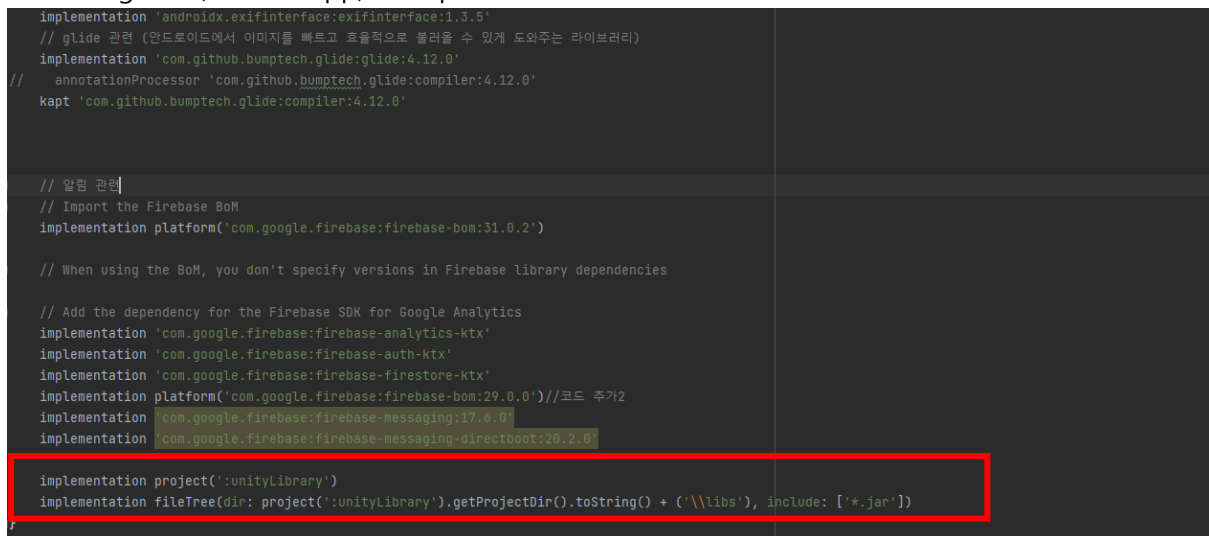 implementation 'androidx.exifinterface:exifinterface:1.3.5'
// glide 관련 (안드로이드에서 이미지를 빠르고 효율적으로 불러올 수 있게 도와주는 라이브러리)
implementation 'com.github.bumptech.glide:glide:4.12.0'
// annotationProcessor 'com.github.bumptech.glide:compiler:4.12.0'
kapt 'com.github.bumptech.glide:compiler:4.12.0'
// 알림 관련
// Import the Firebase BoM
implementation platform('com.google.firebase:firebase-bom:31.0.2')
// When using the BoM, you don't specify versions in Firebase library dependencies
// Add the dependency for the Firebase SDK for Google Analytics
implementation 'com.google.firebase:firebase-analytics-ktx'
implementation 'com.google.firebase:firebase-auth-ktx'
implementation 'com.google.firebase:firebase-firestore-ktx'
implementation platform('com.google.firebase:firebase-bom:29.0.0')//코드 추가2
implementation 'com.google.firebase:firebase-messaging:17.6.0'
implementation 'com.google.firebase:firebase-messaging-directboot:20.2.0'
implementation project(':unityLibrary')
implementation fileTree(dir: project(':unityLibrary').getProjectDir().toString() + ('\\libs'), include: ['*.jar'])
}